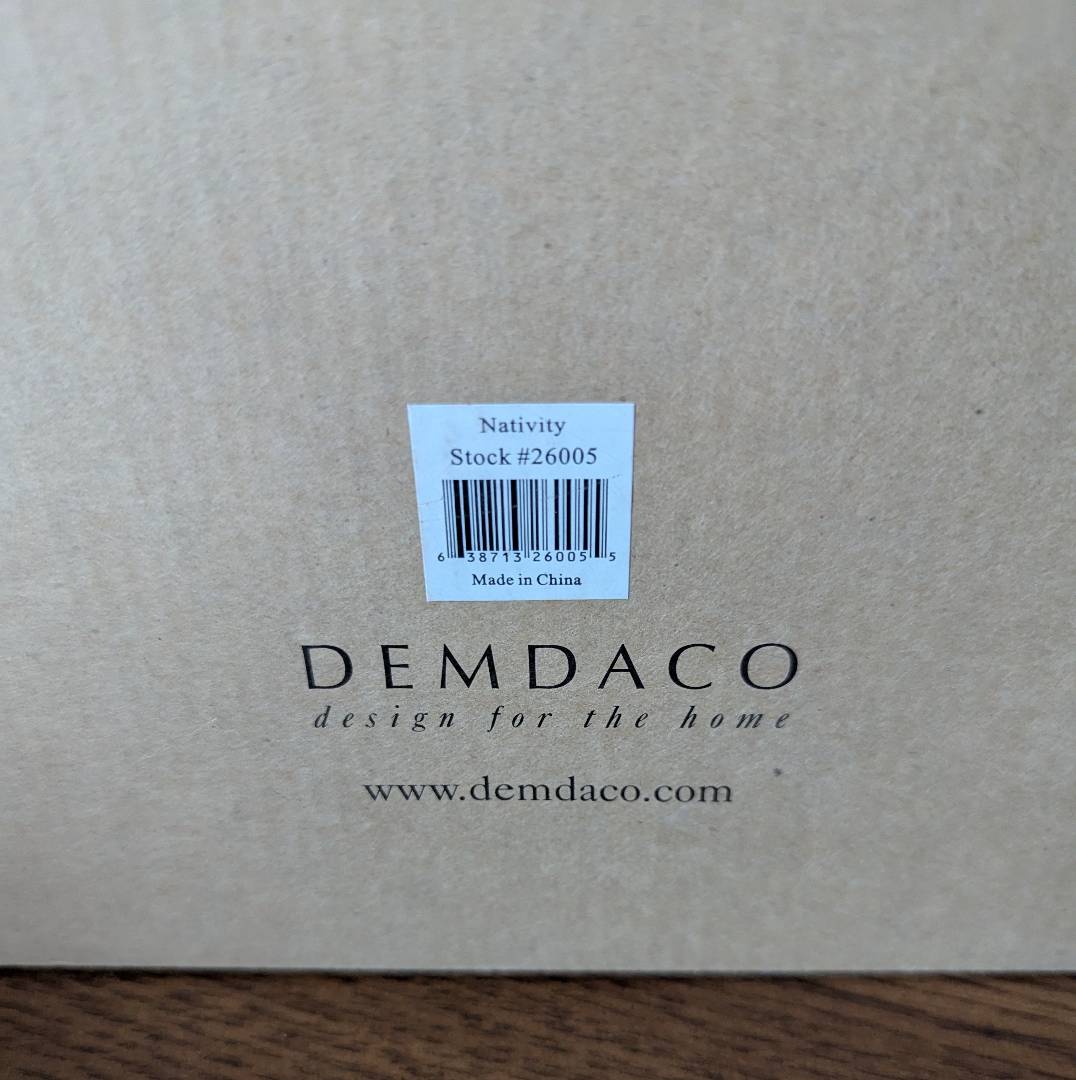 Nativity
Stock #26005
6 38713 26005 5
Made in China
DEMDACO
design for the home
www.demdaco.com